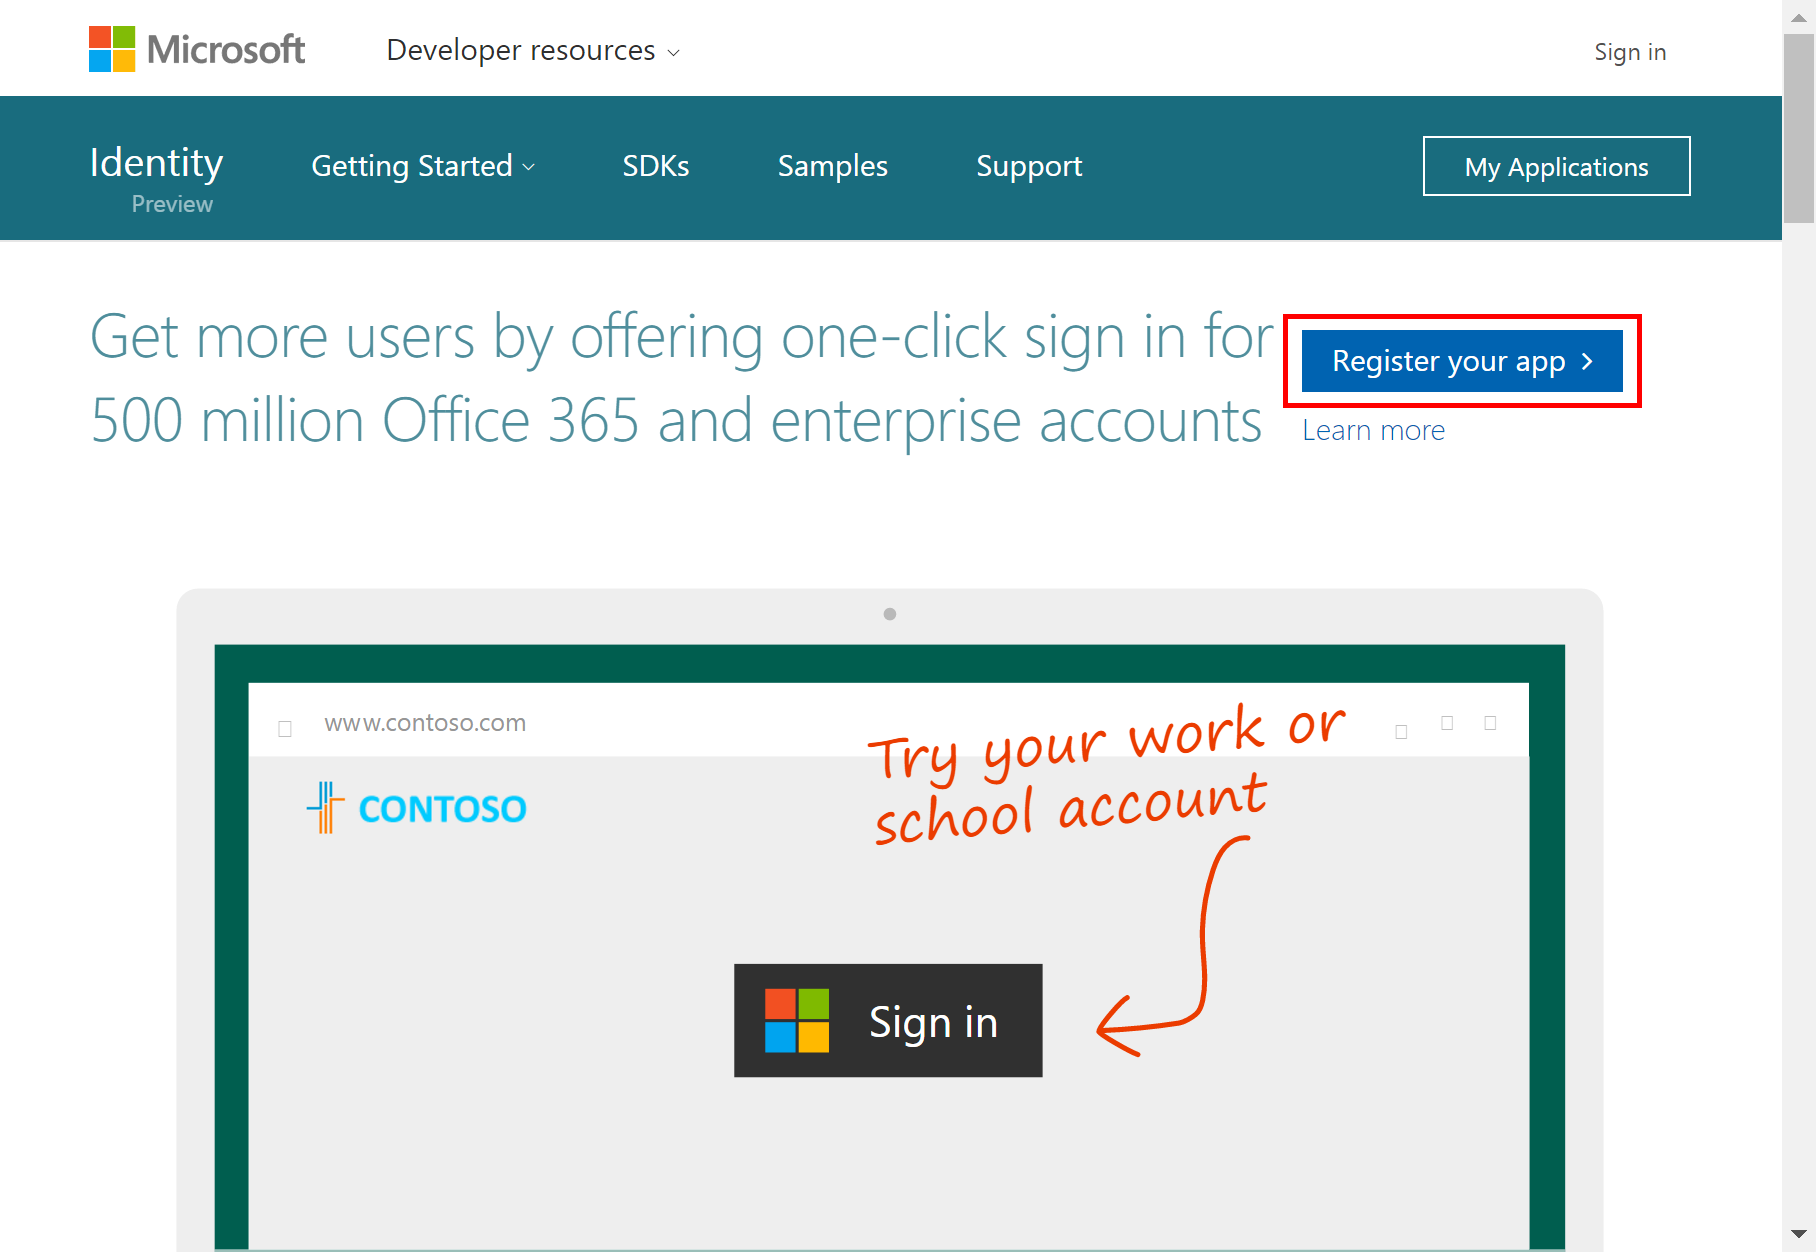 Microsoft
Developer resources
Sign in
Identity
Preview
Getting Started
SDKs
Samples
Support
My Applications
Get more users by offering one-click sign in for
500 million Office 365 and enterprise accounts
Register your app
Learn more
www.contoso.com
CONTOSO
Try your work or
school account
Sign in